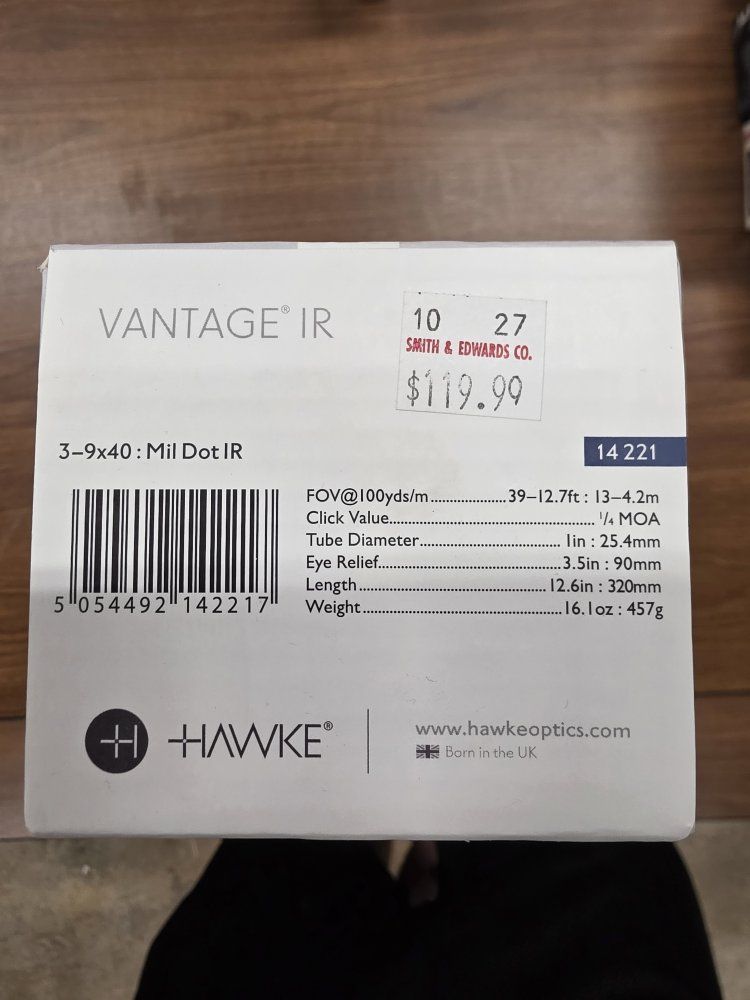 VANTAGE® IR
10 27
SMITH & EDWARDS CO.
$119.99
3–9x40 : Mil Dot IR
14 221
FOV@100yds/m..................39–12.7ft : 13–4.2m
Click Value.................................................. ¼ MOA
Tube Diameter................................1in : 25.4mm
Eye Relief........................................3.5in : 90mm
Length.........................................12.6in : 320mm
Weight............................................16.1oz : 457g
5 054492 142217
HAWKE®
www.hawkeoptics.com
Born in the UK